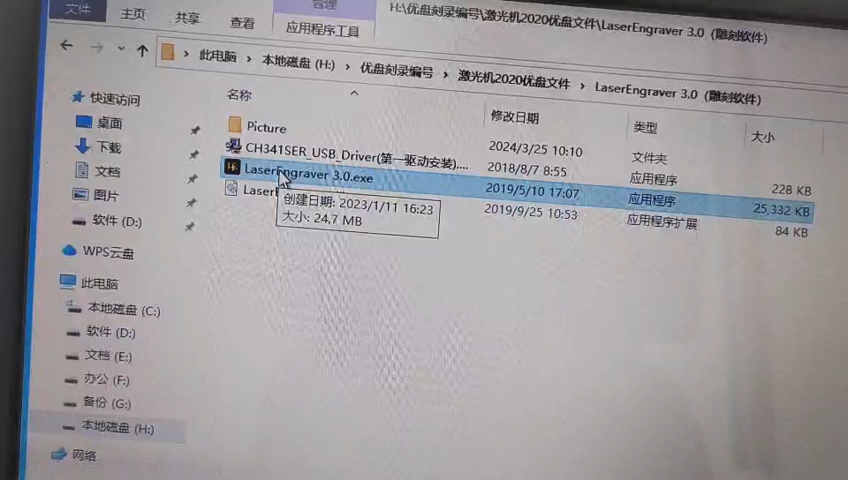 文件
主页
共享
查看
管理
应用程序工具
H:\优盘刻录编号\激光机2020优盘文件\LaserEngraver 3.0（雕刻软件）
此电脑 > 本地磁盘 (H:) > 优盘刻录编号 > 激光机2020优盘文件 > LaserEngraver 3.0（雕刻软件）
名称
修改日期
类型
大小
Picture
2024/3/25 10:10
文件夹
CH341SER_USB_Driver(第一驱动安装)....
2018/8/7 8:55
应用程序
228 KB
LaserEngraver 3.0.exe
2019/5/10 17:07
应用程序
25,332 KB
2019/9/25 10:53
应用程序扩展
84 KB
创建日期: 2023/1/11 16:23
大小: 24.7 MB
快速访问
桌面
下载
文档
图片
软件 (D:)
WPS云盘
此电脑
本地磁盘 (C:)
软件 (D:)
文档 (E:)
办公 (F:)
备份 (G:)
本地磁盘 (H:)
网络